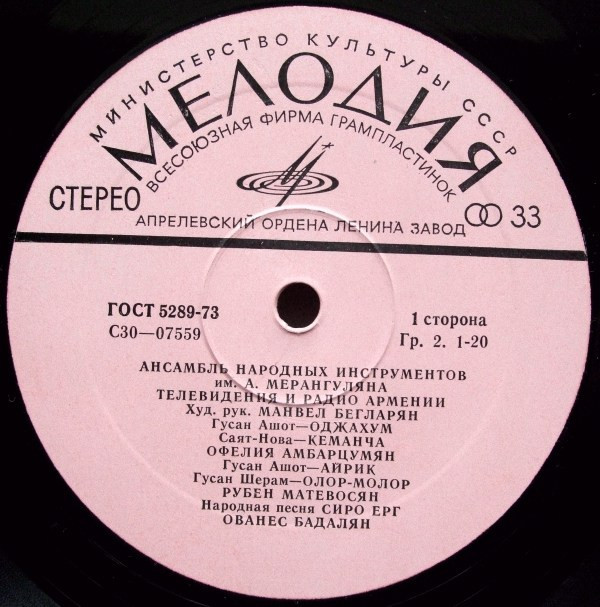 МИНИСТЕРСТВО КУЛЬТУРЫ СССР
МЕЛОДИЯ
ВСЕСОЮЗНАЯ ФИРМА ГРАМПЛАСТИНОК
СТЕРЕО
33
АПРЕЛЕВСКИЙ ОРДЕНА ЛЕНИНА ЗАВОД
ГОСТ 5289-73
С30—07559
1 сторона
Гр. 2. 1-20
АНСАМБЛЬ НАРОДНЫХ ИНСТРУМЕНТОВ
им. А. МЕРАНГУЛЯНА
ТЕЛЕВИДЕНИЯ И РАДИО АРМЕНИИ
Худ. рук. МАНВЕЛ БЕГЛАРЯН
Гусан Ашот—ОДЖАХУМ
Саят-Нова—КЕМАНЧА
ОФЕЛИЯ АМБАРЦУМЯН
Гусан Ашот—АЙРИК
Гусан Шерам—ОЛОР-МОЛОР
РУБЕН МАТЕВОСЯН
Народная песня СИРО ЕРГ
ОВАНЕС БАДАЛЯН